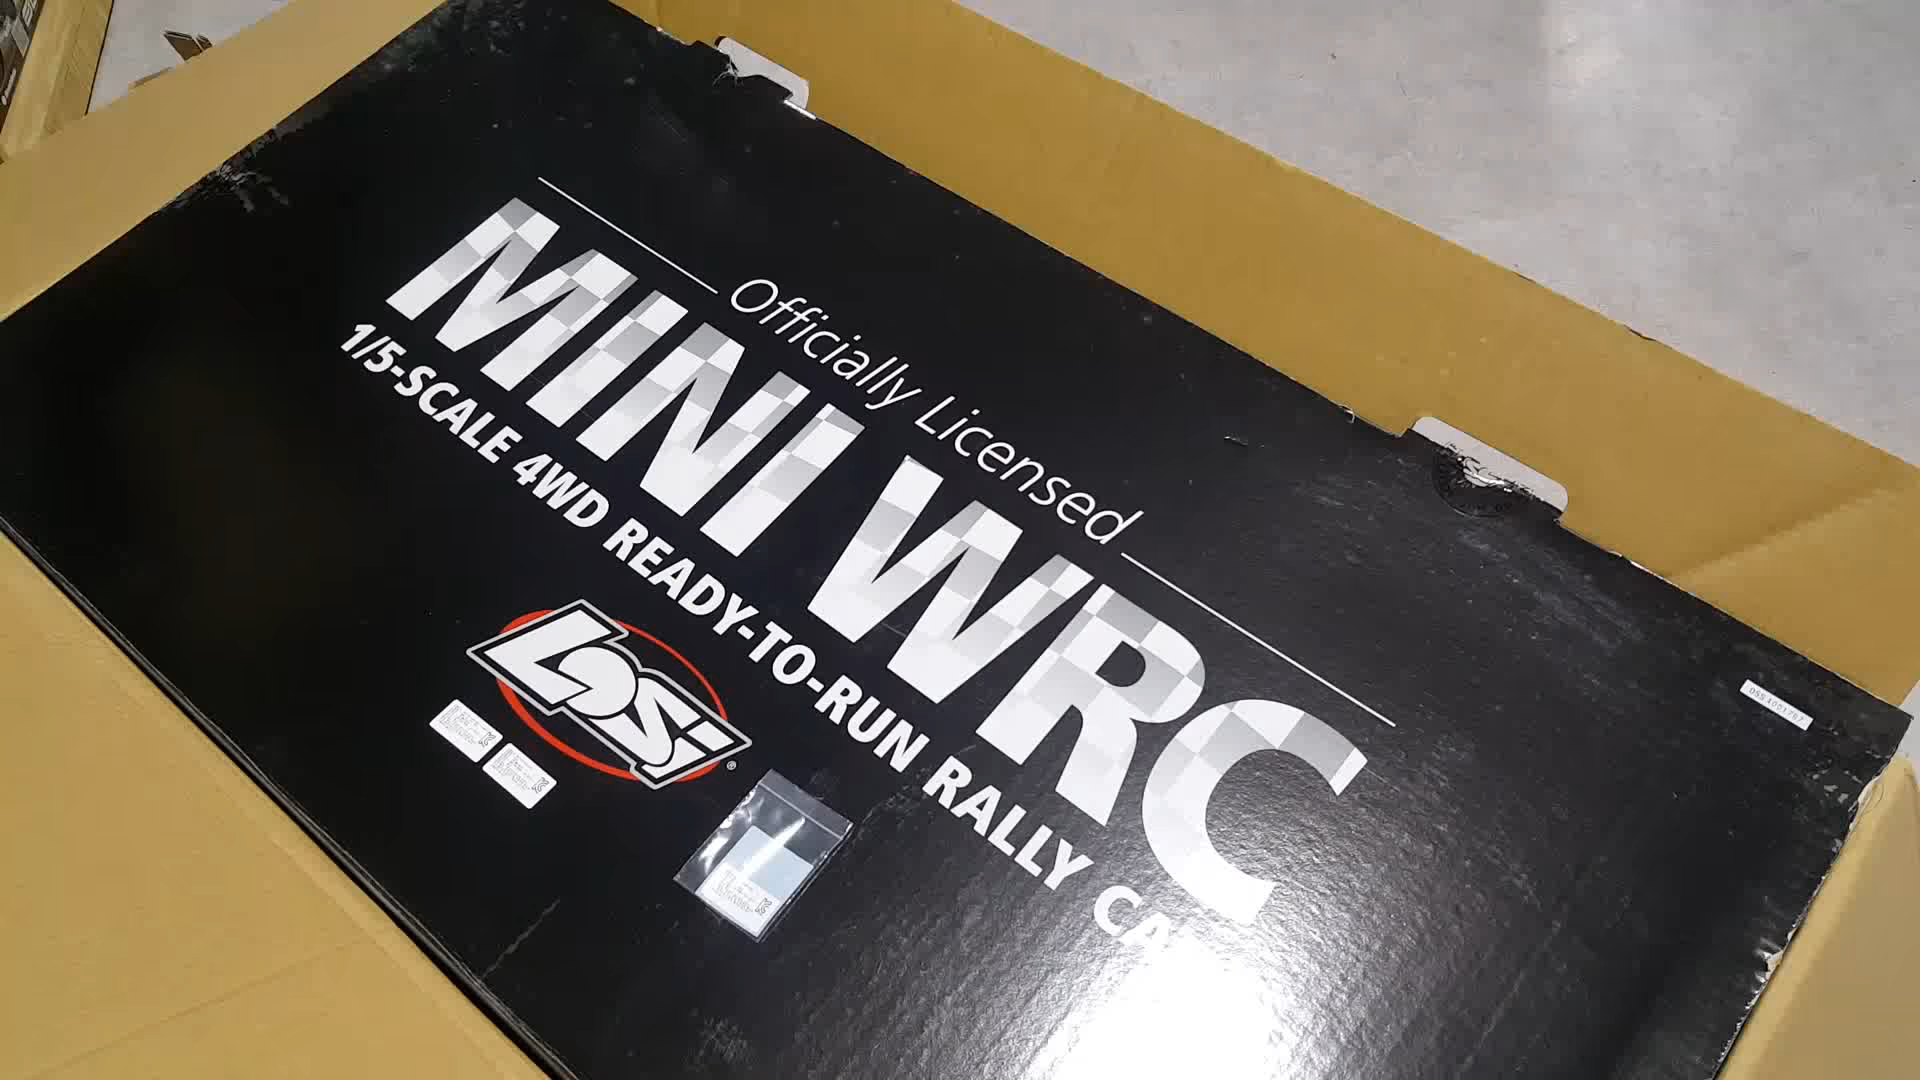 Officially Licensed
MINI WRC
1/5-SCALE 4WD READY-TO-RUN RALLY CA
LOSI
®